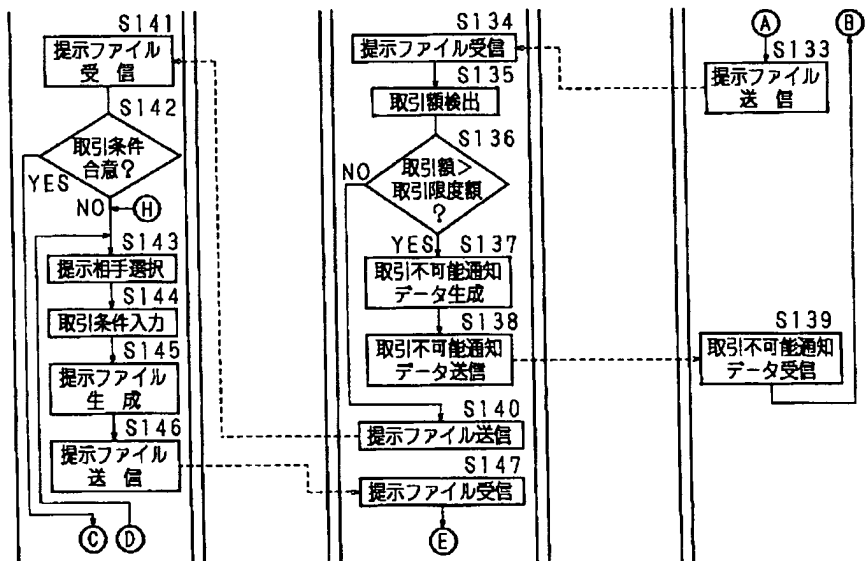 S141
提示ファイル
受 信
S142
取引条件
合意?
YES
NO
H
S143
提示相手選択
S144
取引条件入力
S145
提示ファイル
生 成
S146
提示ファイル
送 信
C
D
S134
提示ファイル受信
S135
取引額検出
S136
取引額>
取引限度額
?
NO
YES
S137
取引不可能通知
データ生成
S138
取引不可能通知
データ送信
S140
提示ファイル送信
S147
提示ファイル受信
E
A
B
S133
提示ファイル
送 信
S139
取引不可能通知
データ受信